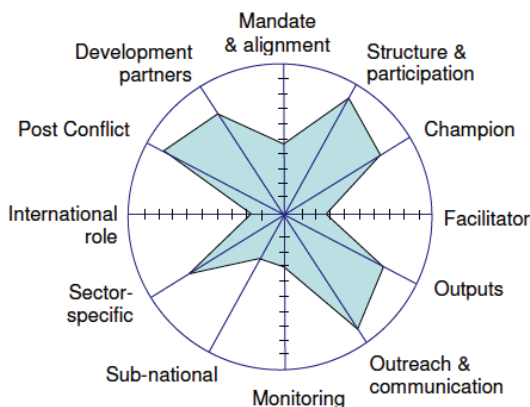 Mandate
& alignment
Structure &
participation
Champion
Facilitator
Outputs
Outreach &
communication
Monitoring
Sub-national
Sector-
specific
International
role
Post Conflict
Development
partners